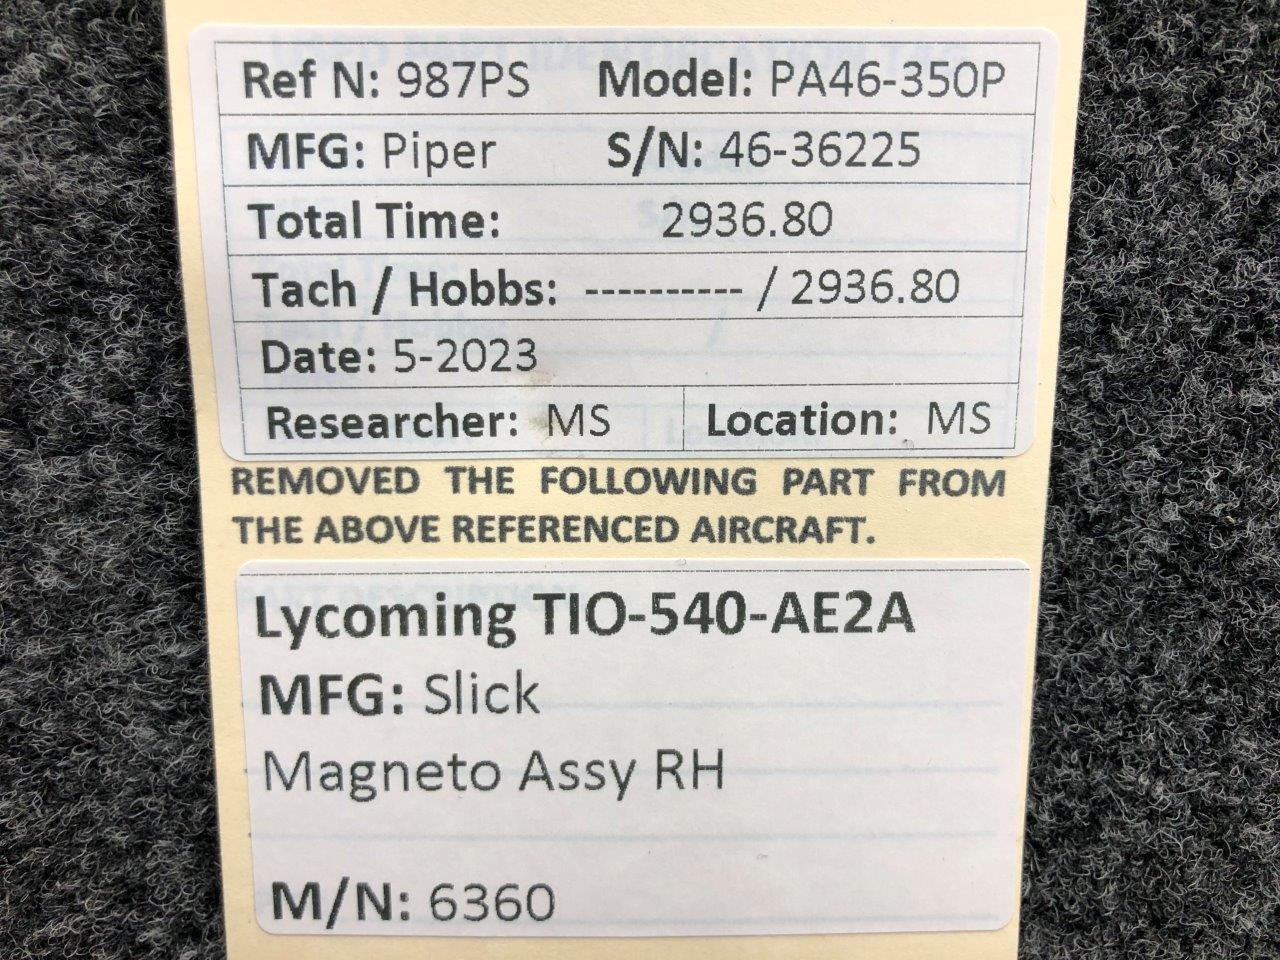 Ref N: 987PS Model: PA46-350P
MFG: Piper S/N: 46-36225
Total Time: 2936.80
Tach / Hobbs: ---------- / 2936.80
Date: 5-2023
Researcher: MS Location: MS
REMOVED THE FOLLOWING PART FROM
THE ABOVE REFERENCED AIRCRAFT.
Lycoming TIO-540-AE2A
MFG: Slick
Magneto Assy RH
M/N: 6360